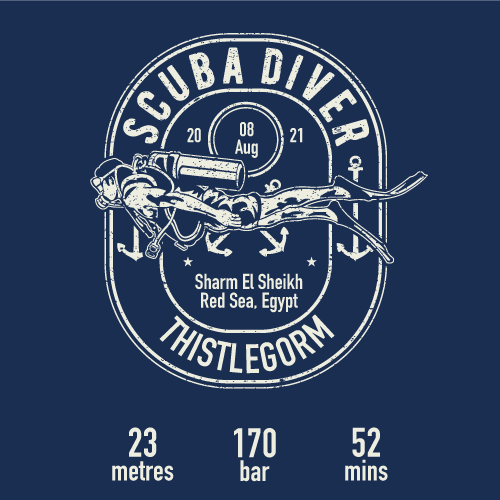 SCUBA DIVER
20 08 21
Aug
Sharm El Sheikh
Red Sea, Egypt
THISTLEGORM
23 170 52
metres bar mins